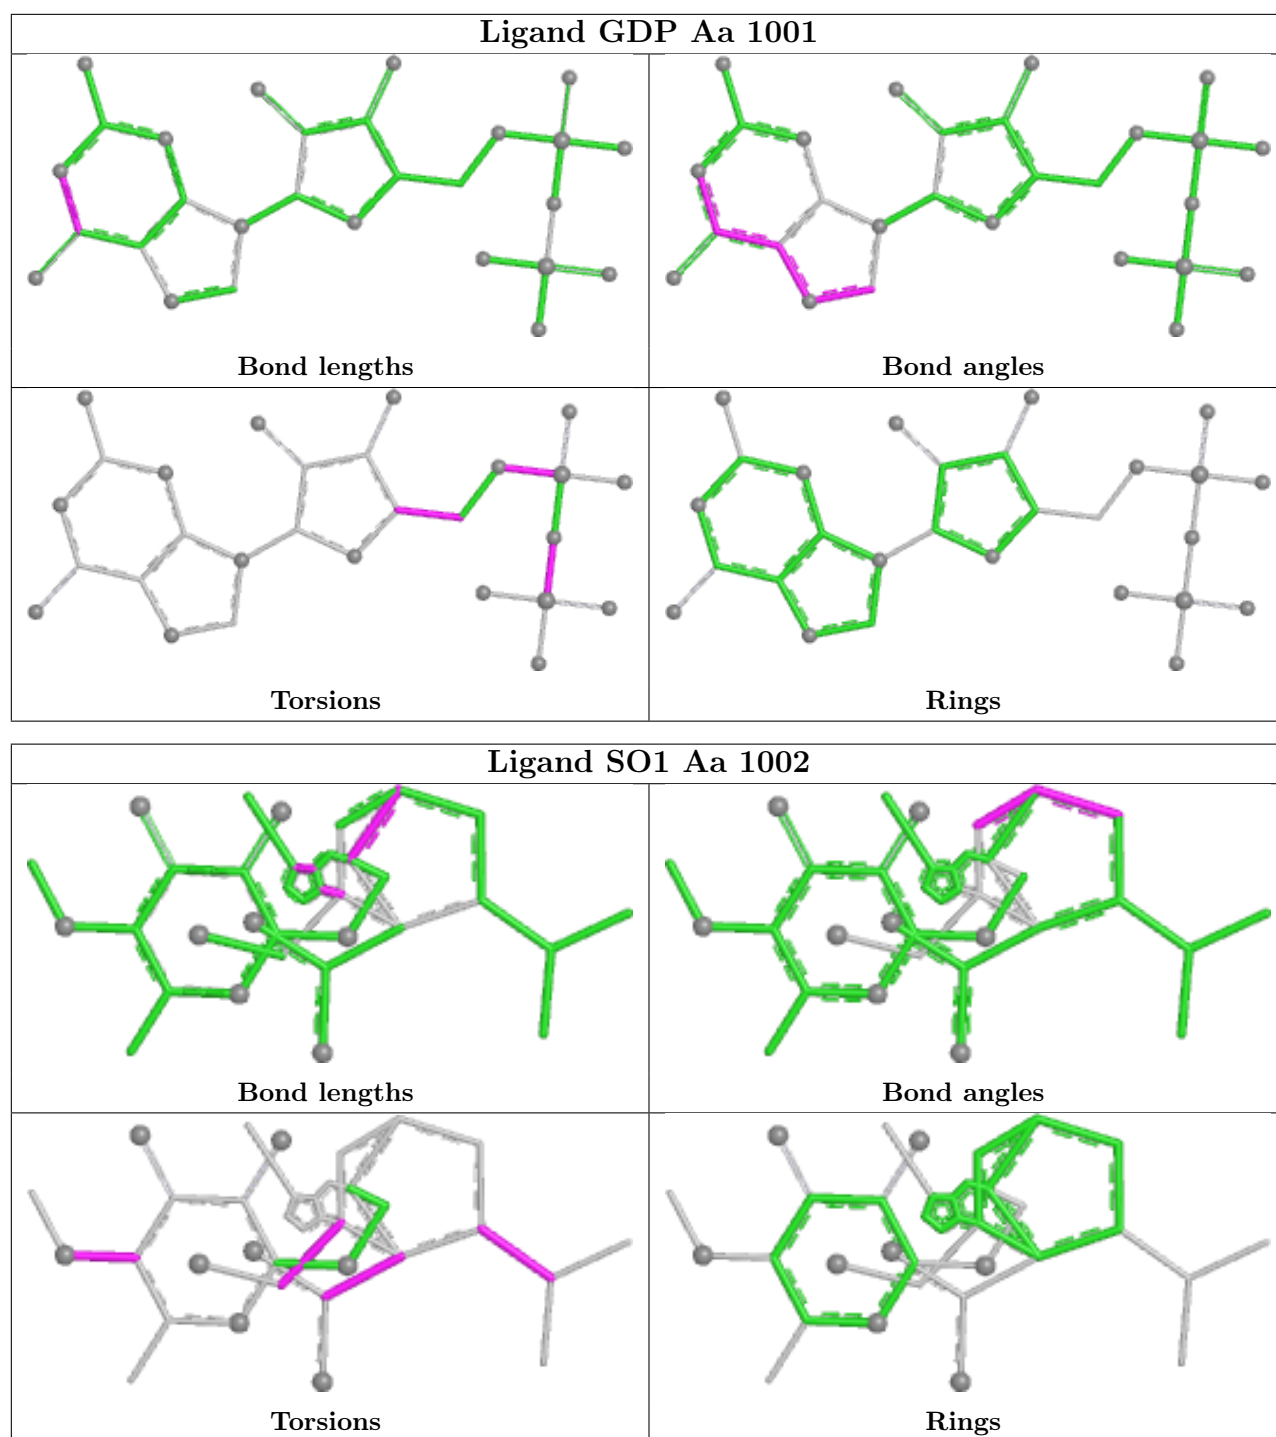 Ligand GDP Aa 1001
Bond lengths
Bond angles
Torsions
Rings
Ligand SO1 Aa 1002
Bond lengths
Bond angles
Torsions
Rings